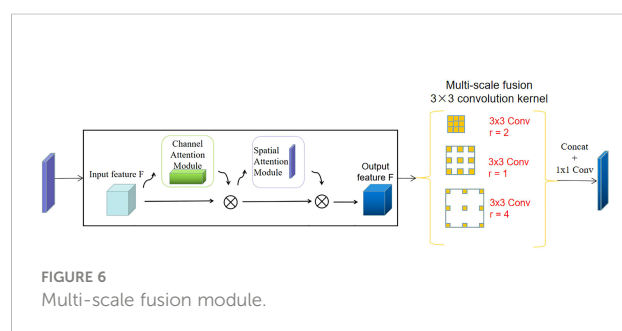 Multi-scale fusion
3×3 convolution kernel
Input feature F
Channel
Attention
Module
Spatial
Attention
Module
Output
feature F
3x3 Conv
r = 2
3x3 Conv
r = 1
3x3 Conv
r = 4
Concat
+
1x1 Conv
FIGURE 6
Multi-scale fusion module.